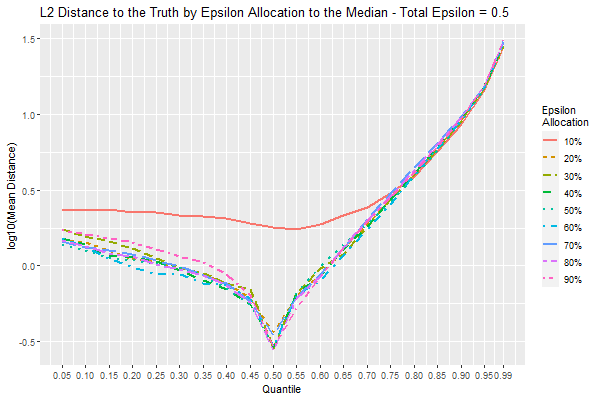 L2 Distance to the Truth by Epsilon Allocation to the Median - Total Epsilon = 0.5
log10(Mean Distance)
1.5
1.0
0.5
0.0
-0.5
0.05 0.10 0.15 0.20 0.25 0.30 0.35 0.40 0.45 0.50 0.55 0.60 0.65 0.70 0.75 0.80 0.85 0.90 0.95 0.99
Quantile
Epsilon
Allocation
10%
20%
30%
40%
50%
60%
70%
80%
90%